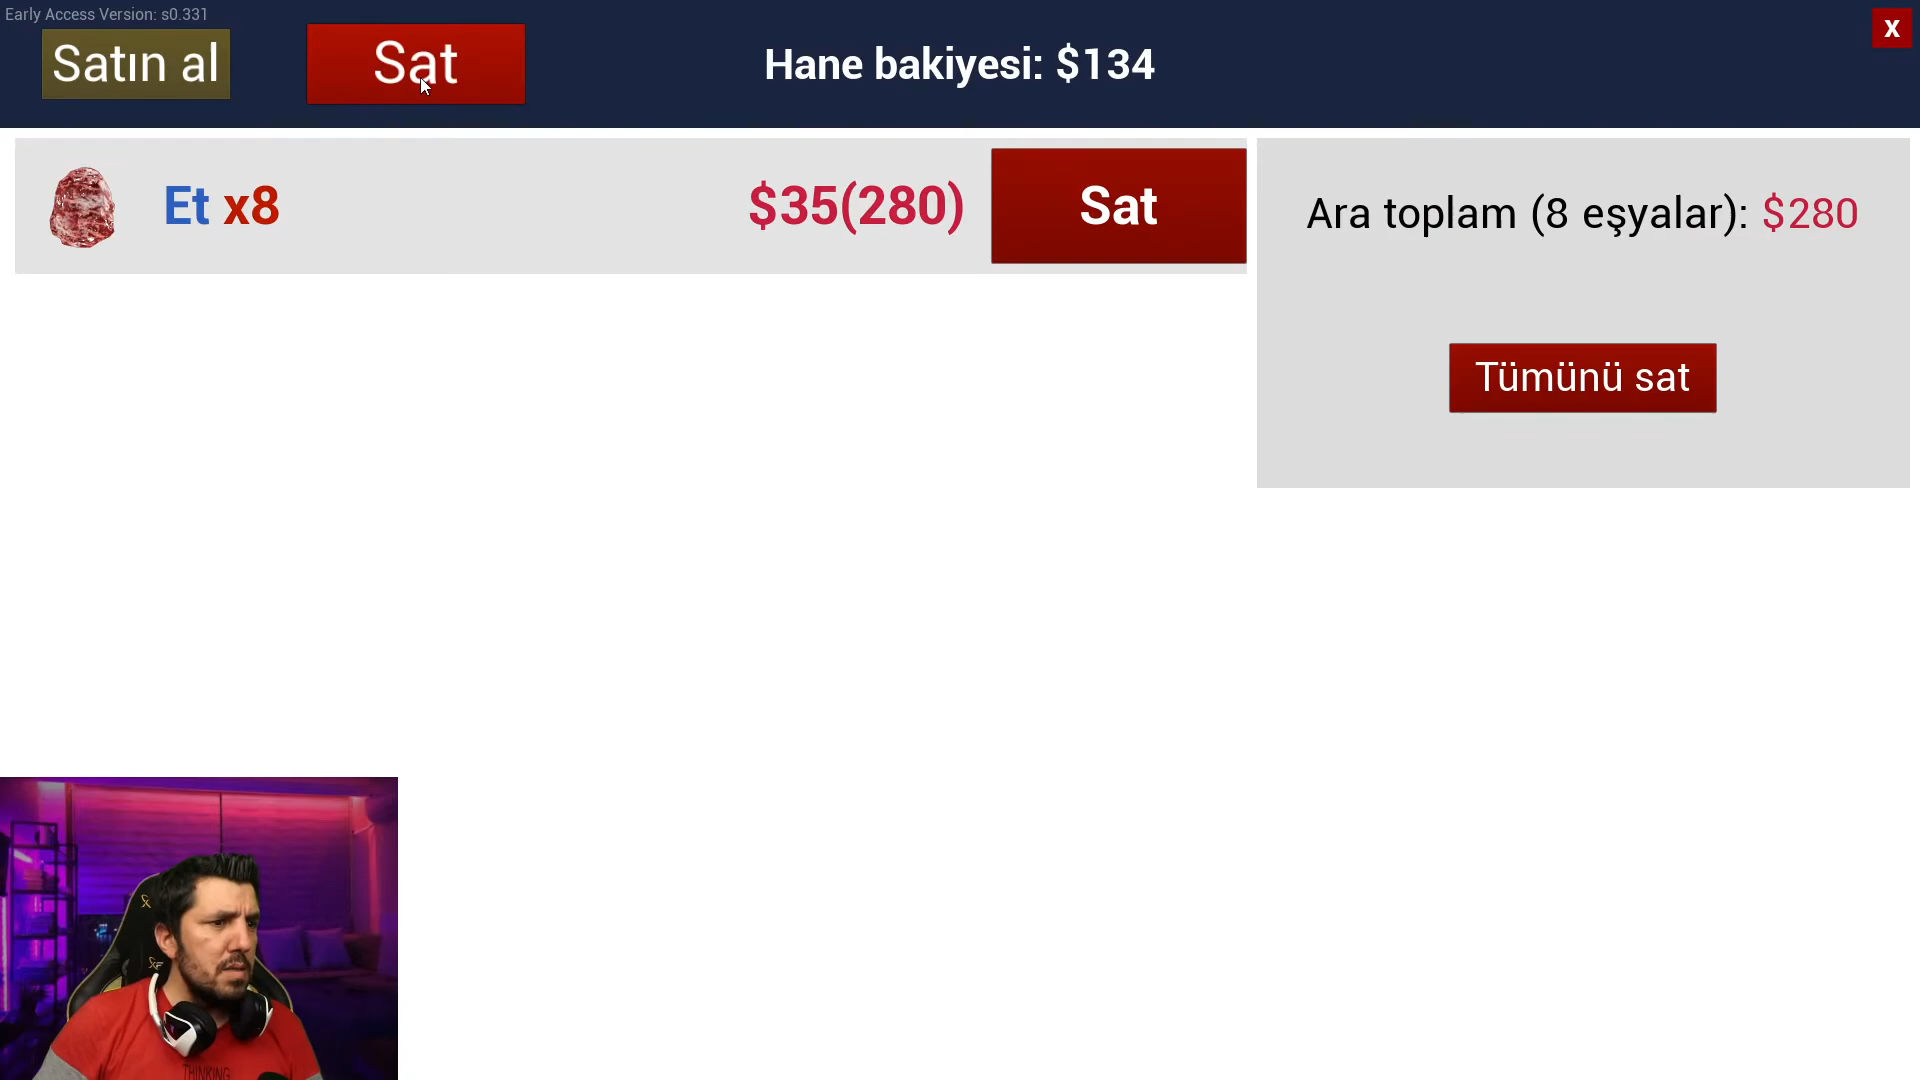 Early Access Version: s0.331
Satın al
Sat
Hane bakiyesi: $134
X
Et x8
$35(280)
Sat
Ara toplam (8 eşyalar): $280
Tümünü sat
THINKING